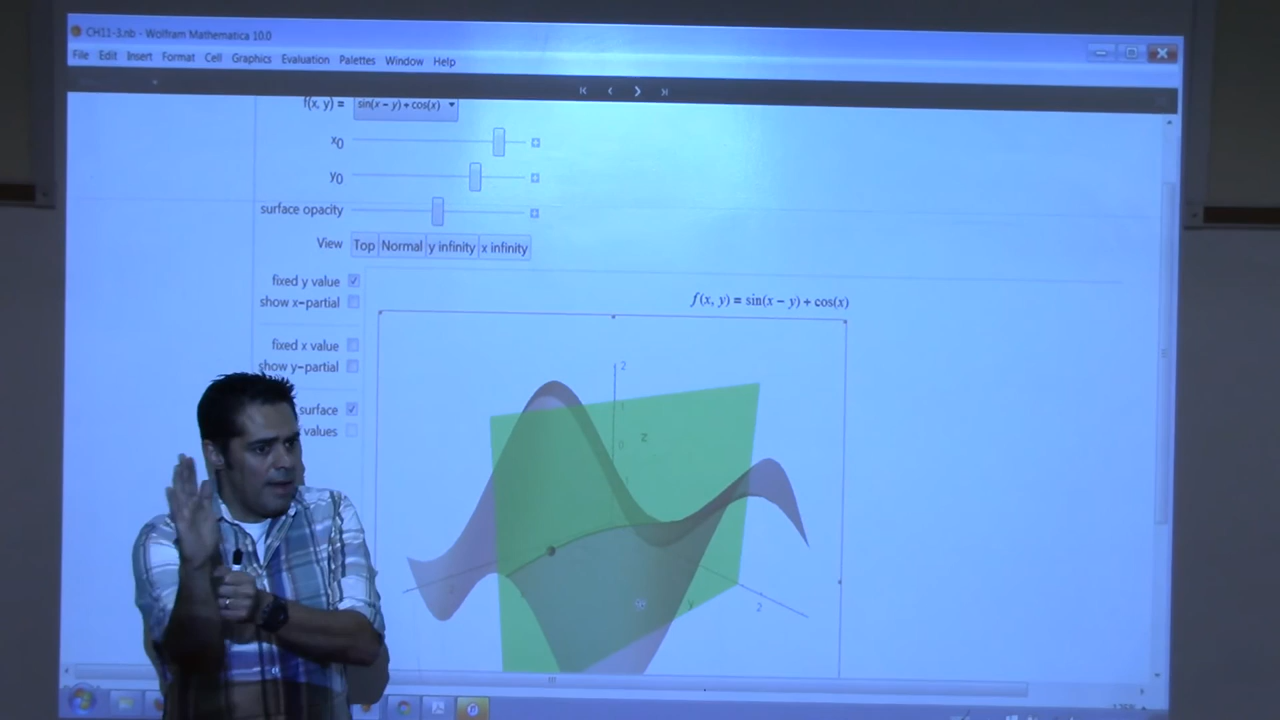 CH11-3.nb - Wolfram Mathematica 10.0
File Edit Insert Format Cell Graphics Evaluation Palettes Window Help
f(x, y) = sin(x − y) + cos(x)
x0
y0
surface opacity
View Top Normal y infinity x infinity
fixed y value
show x-partial
f(x, y) = sin(x − y) + cos(x)
fixed x value
show y-partial
surface
values
2
1
0
z
y
2